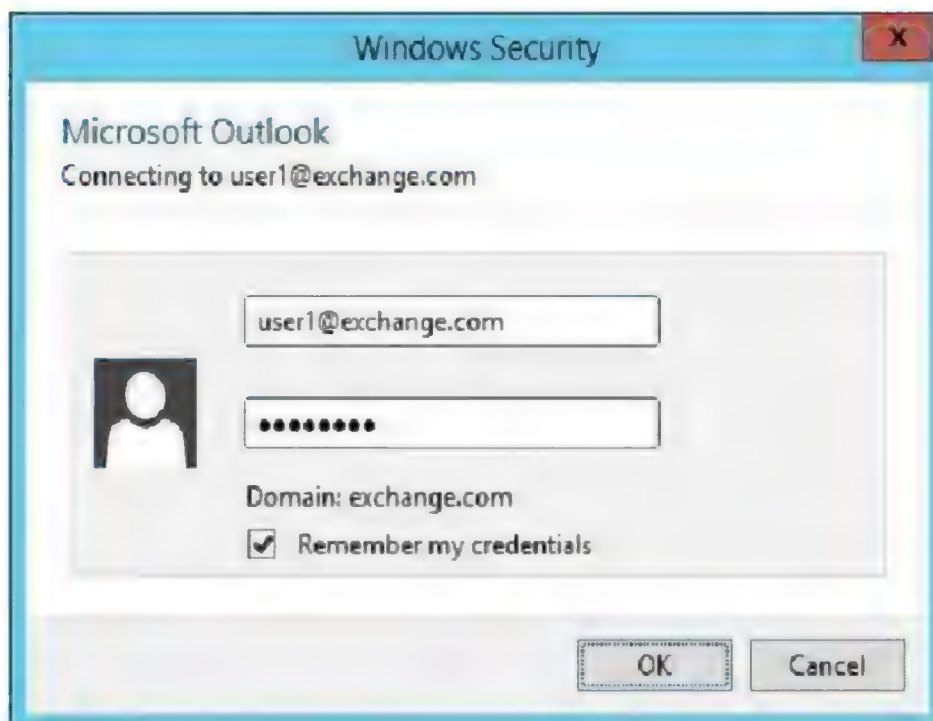 Windows Security
X
Microsoft Outlook
Connecting to user1@exchange.com
user1@exchange.com
••••••••
Domain: exchange.com
Remember my credentials
OK
Cancel